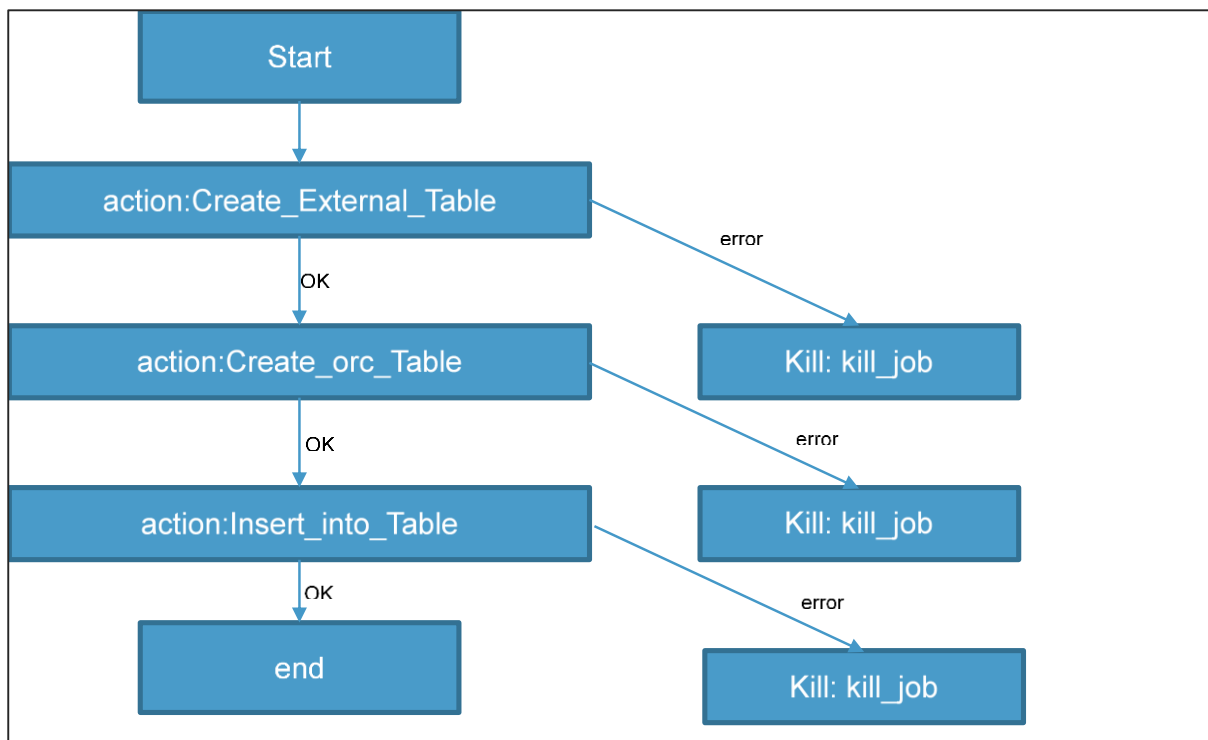 Start
action:Create_External_Table
error
OK
action:Create_orc_Table
Kill: kill_job
error
OK
action:Insert_into_Table
Kill: kill_job
OK
error
end
Kill: kill_job